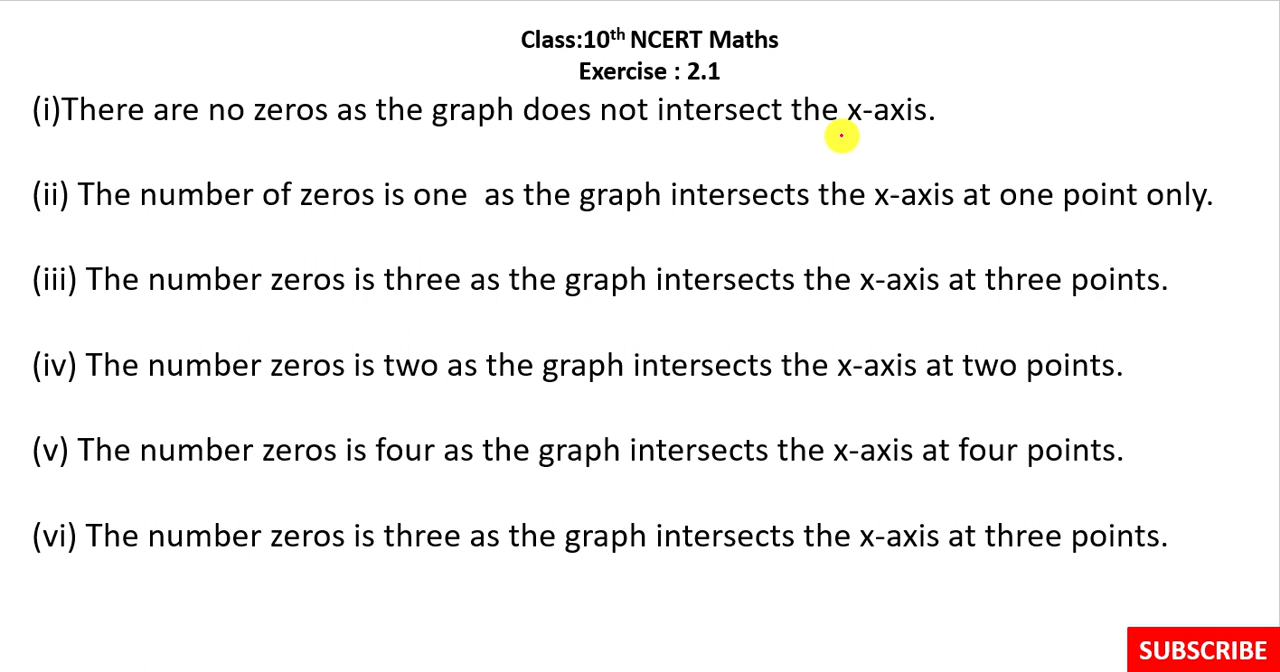 Class:10th NCERT Maths
Exercise : 2.1
(i)There are no zeros as the graph does not intersect the x-axis.
(ii) The number of zeros is one  as the graph intersects the x-axis at one point only.
(iii) The number zeros is three as the graph intersects the x-axis at three points.
(iv) The number zeros is two as the graph intersects the x-axis at two points.
(v) The number zeros is four as the graph intersects the x-axis at four points.
(vi) The number zeros is three as the graph intersects the x-axis at three points.
SUBSCRIBE